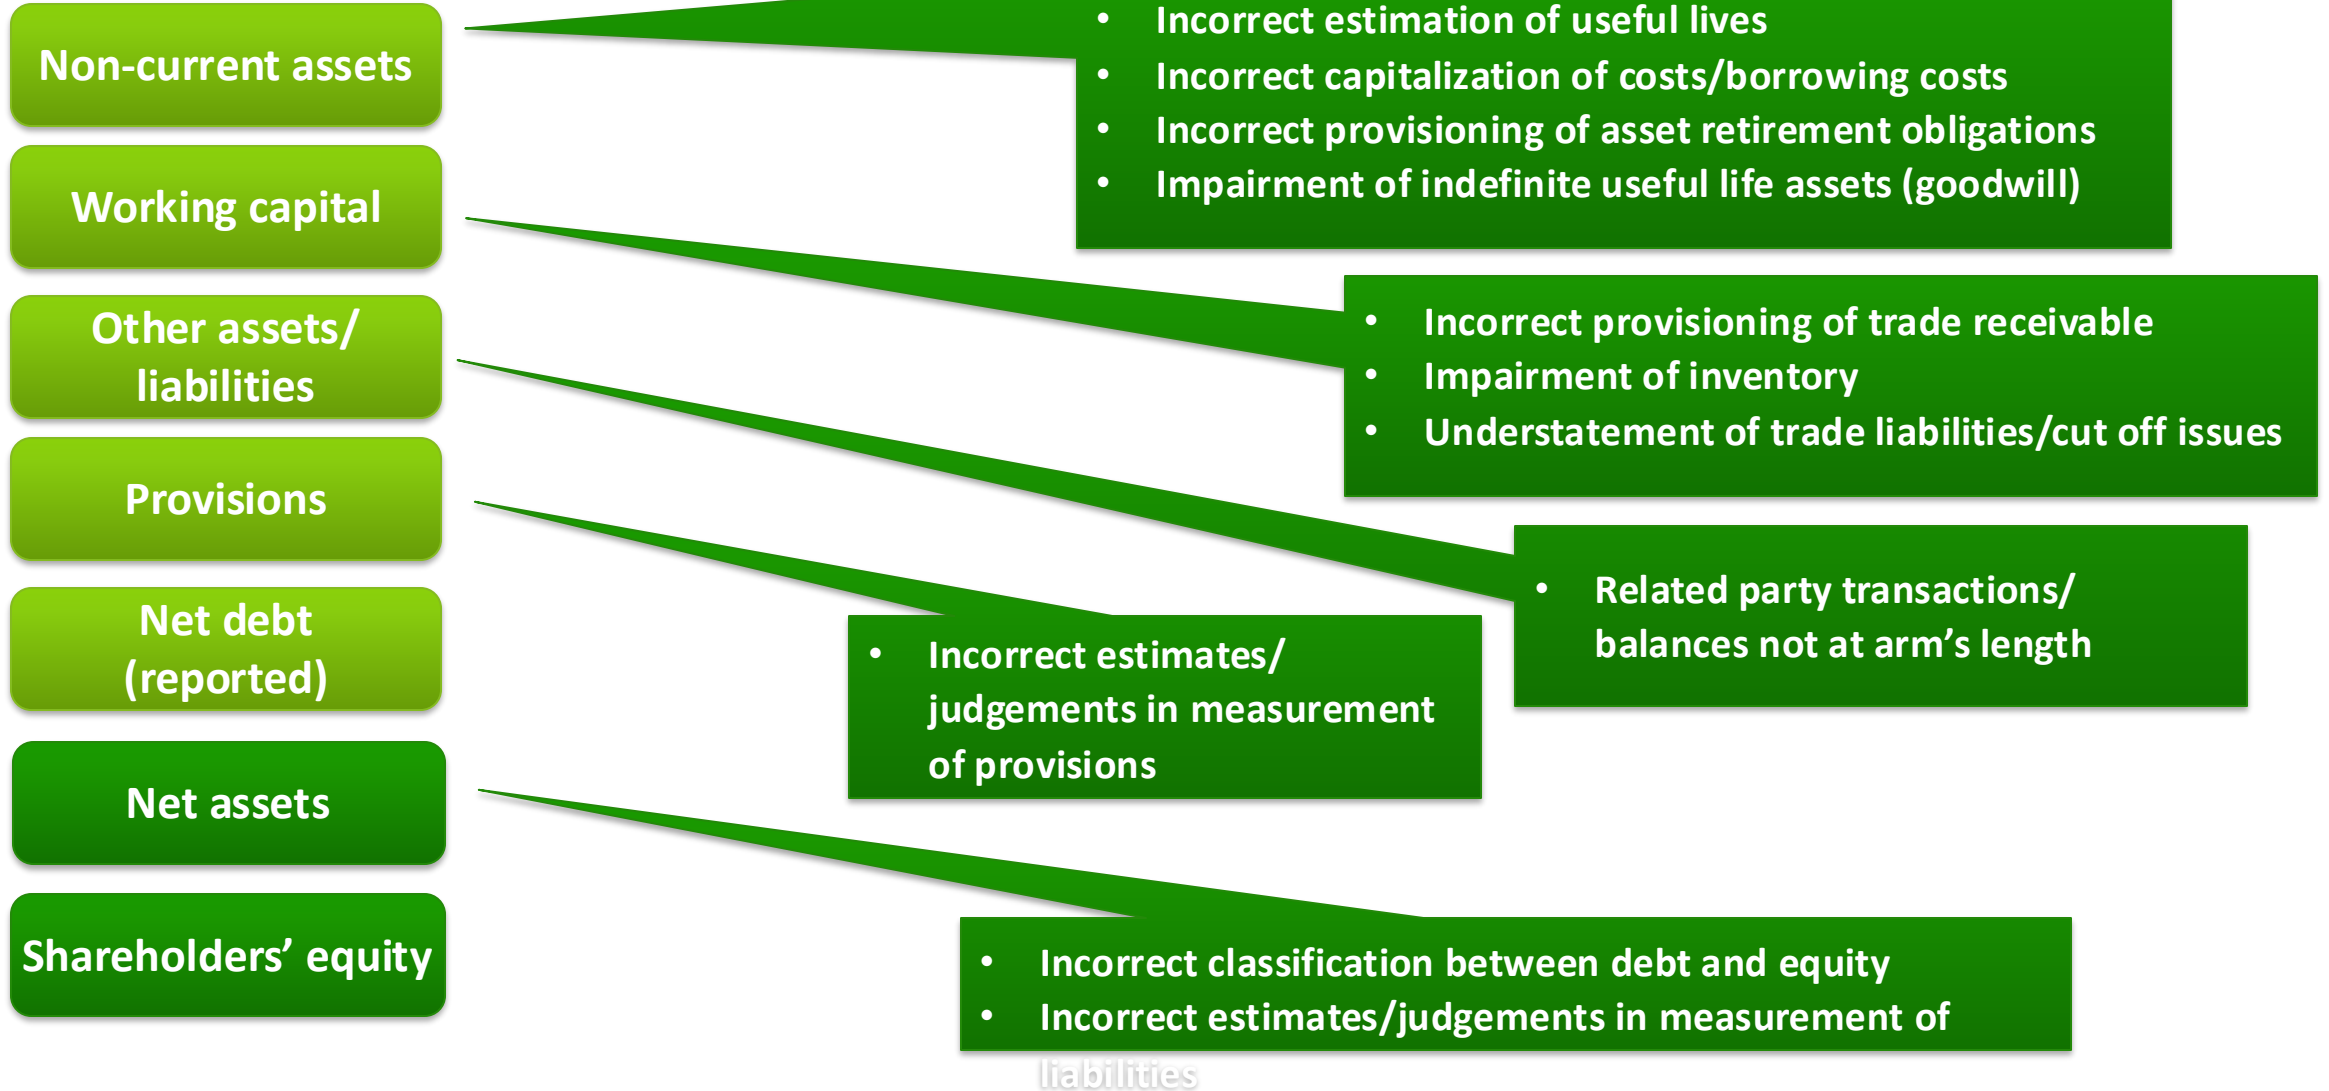 Non-current assets
Working capital
Other assets/
liabilities
Provisions
Net debt
(reported)
Net assets
Shareholders’ equity
• Incorrect estimation of useful lives
• Incorrect capitalization of costs/borrowing costs
• Incorrect provisioning of asset retirement obligations
• Impairment of indefinite useful life assets (goodwill)
• Incorrect provisioning of trade receivable
• Impairment of inventory
• Understatement of trade liabilities/cut off issues
• Related party transactions/
balances not at arm’s length
• Incorrect estimates/
judgements in measurement
of provisions
• Incorrect classification between debt and equity
• Incorrect estimates/judgements in measurement of
liabilities